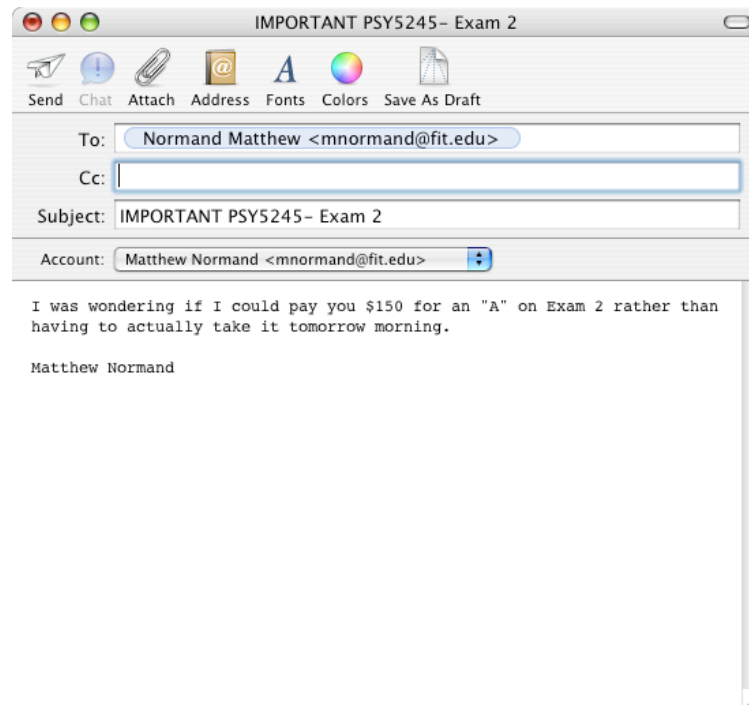 IMPORTANT PSY5245- Exam 2
Send Chat Attach Address Fonts Colors Save As Draft
To: Normand Matthew <mnormand@fit.edu>
Cc:
Subject: IMPORTANT PSY5245- Exam 2
Account: Matthew Normand <mnormand@fit.edu>
I was wondering if I could pay you $150 for an "A" on Exam 2 rather than
having to actually take it tomorrow morning.
Matthew Normand